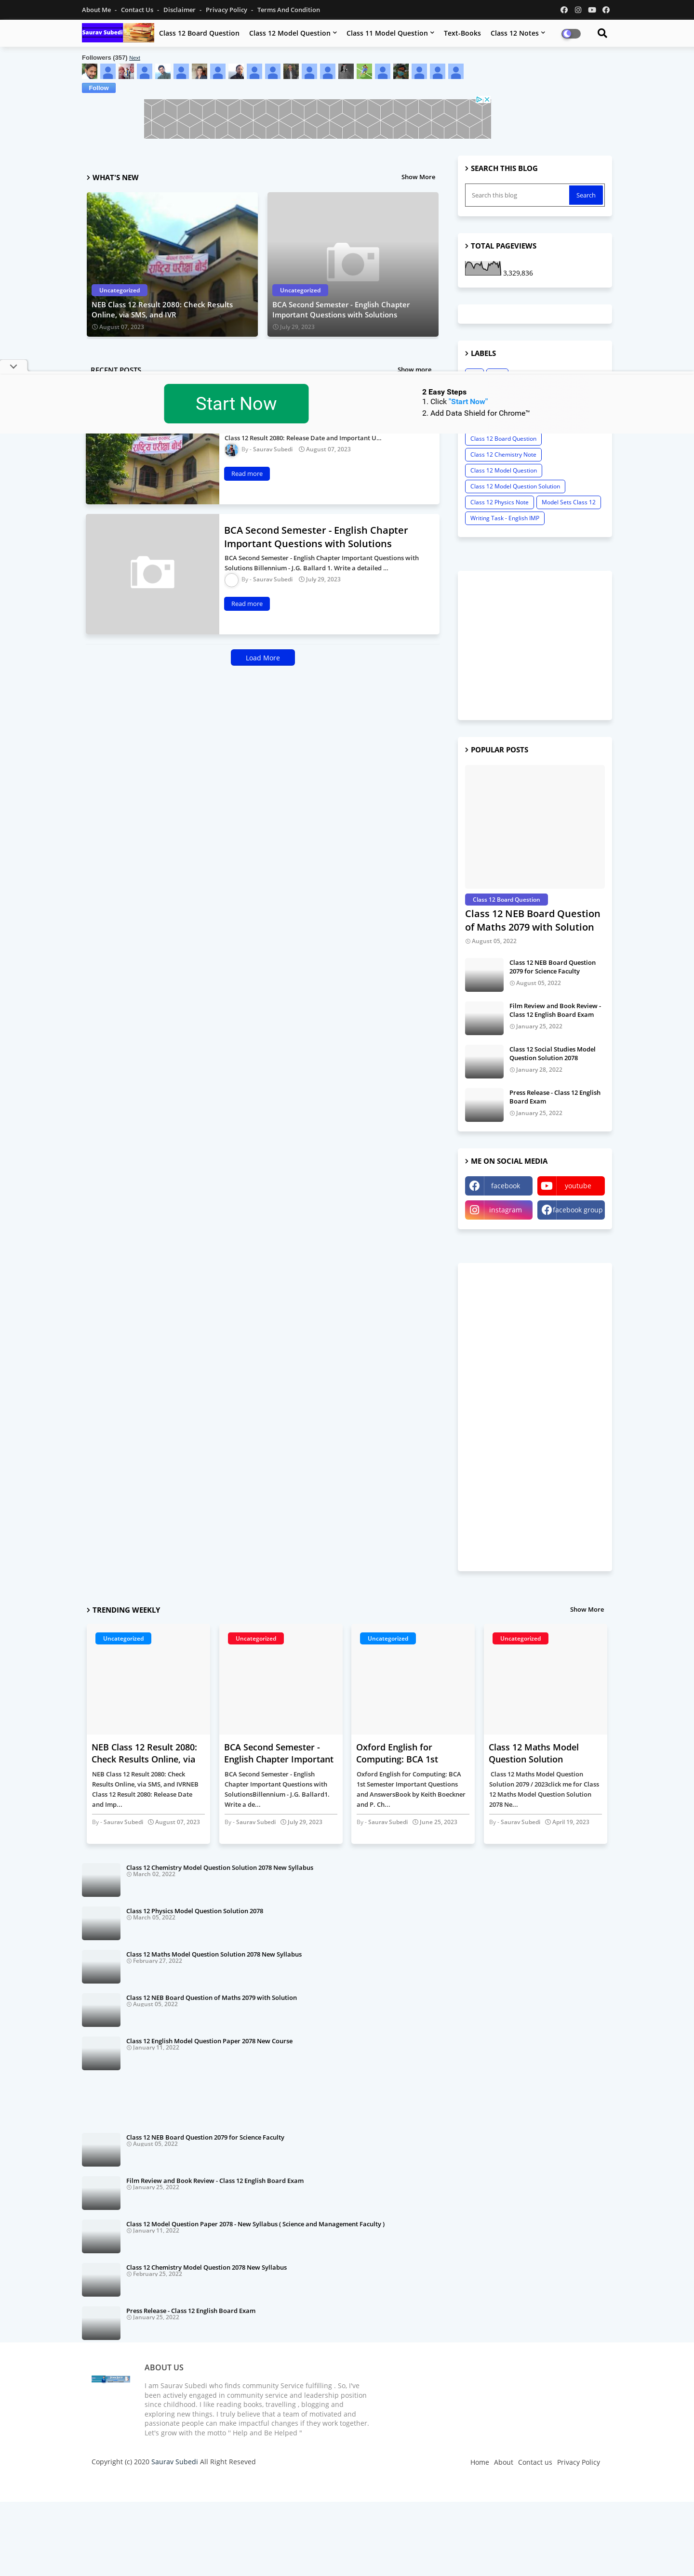 About Me - Contact Us - Disclaimer - Privacy Policy - Terms And Condition
Saurav Subedi
Class 12 Board Question Class 12 Model Question Class 11 Model Question Text-Books Class 12 Notes
Followers (357) Next
Follow
WHAT'S NEW Show More
Uncategorized
NEB Class 12 Result 2080: Check Results Online, via SMS, and IVR
August 07, 2023
Uncategorized
BCA Second Semester - English Chapter Important Questions with Solutions
July 29, 2023
SEARCH THIS BLOG
Search this blog Search
TOTAL PAGEVIEWS
3,329,836
LABELS
RECENT POSTS Show more
Start Now
2 Easy Steps
1. Click "Start Now"
2. Add Data Shield for Chrome™
Class 12 Result 2080: Release Date and Important U...
By - Saurav Subedi August 07, 2023
Read more
BCA Second Semester - English Chapter
Important Questions with Solutions
BCA Second Semester - English Chapter Important Questions with
Solutions Billennium - J.G. Ballard 1. Write a detailed ...
By - Saurav Subedi July 29, 2023
Read more
Load More
Class 12 Board Question
Class 12 Chemistry Note
Class 12 Model Question
Class 12 Model Question Solution
Class 12 Physics Note Model Sets Class 12
Writing Task - English IMP
POPULAR POSTS
Class 12 Board Question
Class 12 NEB Board Question
of Maths 2079 with Solution
August 05, 2022
Class 12 NEB Board Question
2079 for Science Faculty
August 05, 2022
Film Review and Book Review -
Class 12 English Board Exam
January 25, 2022
Class 12 Social Studies Model
Question Solution 2078
January 28, 2022
Press Release - Class 12 English
Board Exam
January 25, 2022
ME ON SOCIAL MEDIA
facebook youtube
instagram facebook group
TRENDING WEEKLY Show More
Uncategorized
NEB Class 12 Result 2080:
Check Results Online, via
NEB Class 12 Result 2080: Check
Results Online, via SMS, and IVRNEB
Class 12 Result 2080: Release Date
and Imp...
By - Saurav Subedi August 07, 2023
Uncategorized
BCA Second Semester -
English Chapter Important
BCA Second Semester - English
Chapter Important Questions with
SolutionsBillennium - J.G. Ballard1.
Write a de...
By - Saurav Subedi July 29, 2023
Uncategorized
Oxford English for
Computing: BCA 1st
Oxford English for Computing: BCA
1st Semester Important Questions
and AnswersBook by Keith Boeckner
and P. Ch...
By - Saurav Subedi June 25, 2023
Uncategorized
Class 12 Maths Model
Question Solution
Class 12 Maths Model Question
Solution 2079 / 2023click me for Class
12 Maths Model Question Solution
2078 Ne...
By - Saurav Subedi April 19, 2023
Class 12 Chemistry Model Question Solution 2078 New Syllabus
March 02, 2022
Class 12 Physics Model Question Solution 2078
March 05, 2022
Class 12 Maths Model Question Solution 2078 New Syllabus
February 27, 2022
Class 12 NEB Board Question of Maths 2079 with Solution
August 05, 2022
Class 12 English Model Question Paper 2078 New Course
January 11, 2022
Class 12 NEB Board Question 2079 for Science Faculty
August 05, 2022
Film Review and Book Review - Class 12 English Board Exam
January 25, 2022
Class 12 Model Question Paper 2078 - New Syllabus ( Science and Management Faculty )
January 11, 2022
Class 12 Chemistry Model Question 2078 New Syllabus
February 25, 2022
Press Release - Class 12 English Board Exam
January 25, 2022
ABOUT US
I am Saurav Subedi who finds community Service fulfilling . So, I've
been actively engaged in community service and leadership position
since childhood. I like reading books, travelling , blogging and
exploring new things. I truly believe that a team of motivated and
passionate people can make impactful changes if they work together.
Let's grow with the motto " Help and Be Helped "
Copyright (c) 2020 Saurav Subedi All Right Reseved
Home About Contact us Privacy Policy